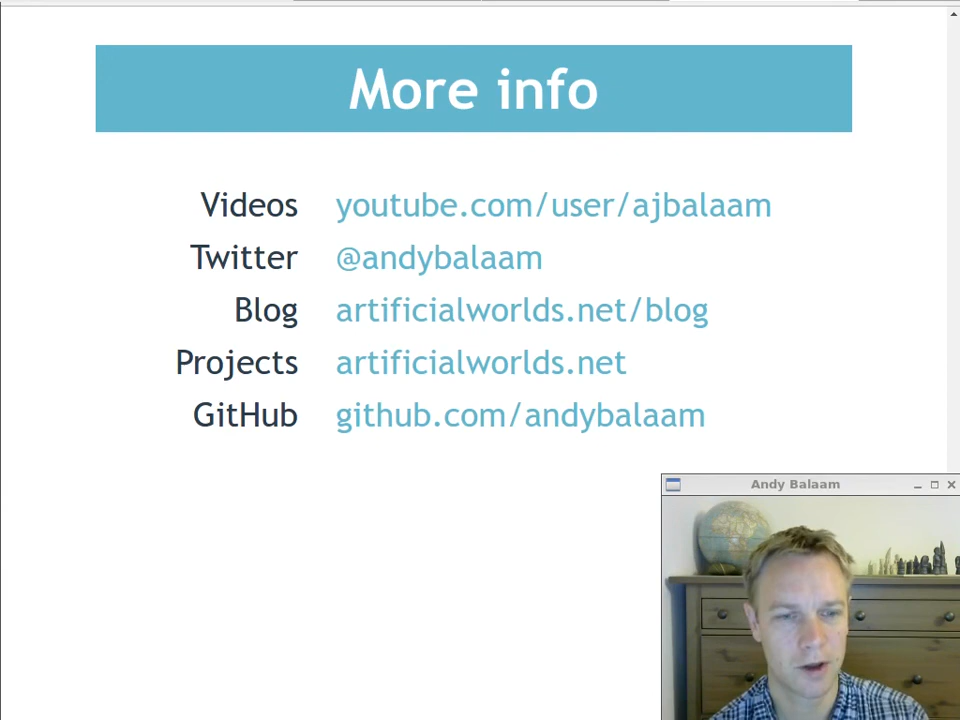 More info
Videos youtube.com/user/ajbalaam
Twitter @andybalaam
Blog artificialworlds.net/blog
Projects artificialworlds.net
GitHub github.com/andybalaam
Andy Balaam